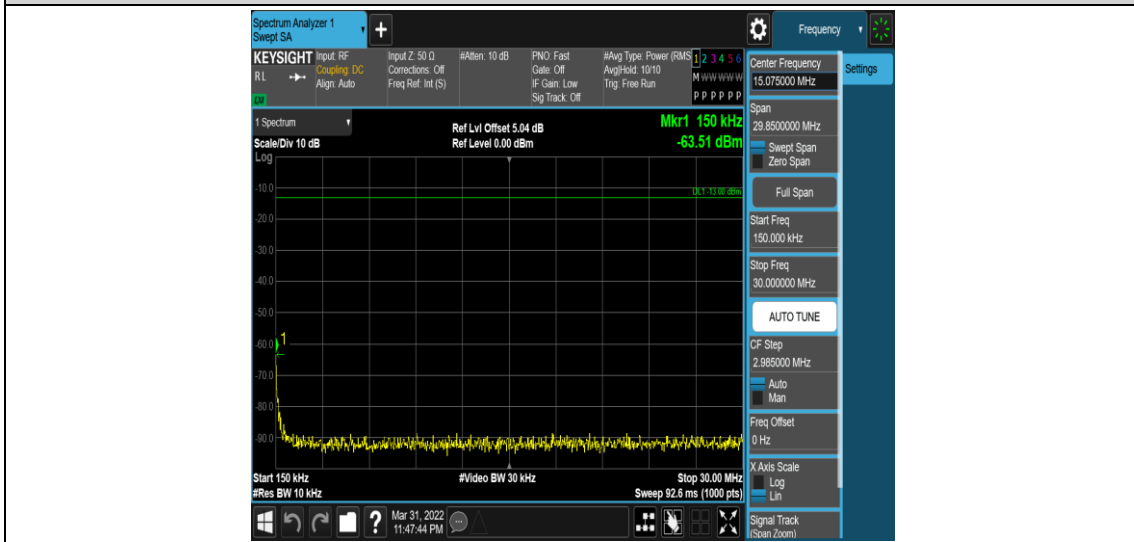 Spectrum Analyzer 1
Swept SA
+
Frequency
KEYSIGHT Input: RF
RL
Coupling: DC
Align: Auto
Input Z: 50 Ω
Corrections: Off
Freq Ref: Int (S)
#Atten: 10 dB
PNO: Fast
Gate: Off
IF Gain: Low
Sig Track: Off
#Avg Type: Power (RMS
Avg|Hold: 10/10
Trig: Free Run
1 2 3 4 5 6
M W W W W W
P P P P P P
Center Frequency
15.075000 MHz
Settings
1 Spectrum
Ref Lvl Offset 5.04 dB
Mkr1 150 kHz
Scale/Div 10 dB
Ref Level 0.00 dBm
-63.51 dBm
Log
Span
29.8500000 MHz
Swept Span
Zero Span
Full Span
-10.0
DL1 -13.00 dBm
-20.0
-30.0
-40.0
-50.0
-60.0
1
-70.0
-80.0
-90.0
Start Freq
150.000 kHz
Stop Freq
30.000000 MHz
AUTO TUNE
CF Step
2.985000 MHz
Auto
Man
Freq Offset
0 Hz
X Axis Scale
Log
Lin
Signal Track
(Span Zoom)
Start 150 kHz
#Video BW 30 kHz
Stop 30.00 MHz
#Res BW 10 kHz
Sweep 92.6 ms (1000 pts)
?
Mar 31, 2022
11:47:44 PM